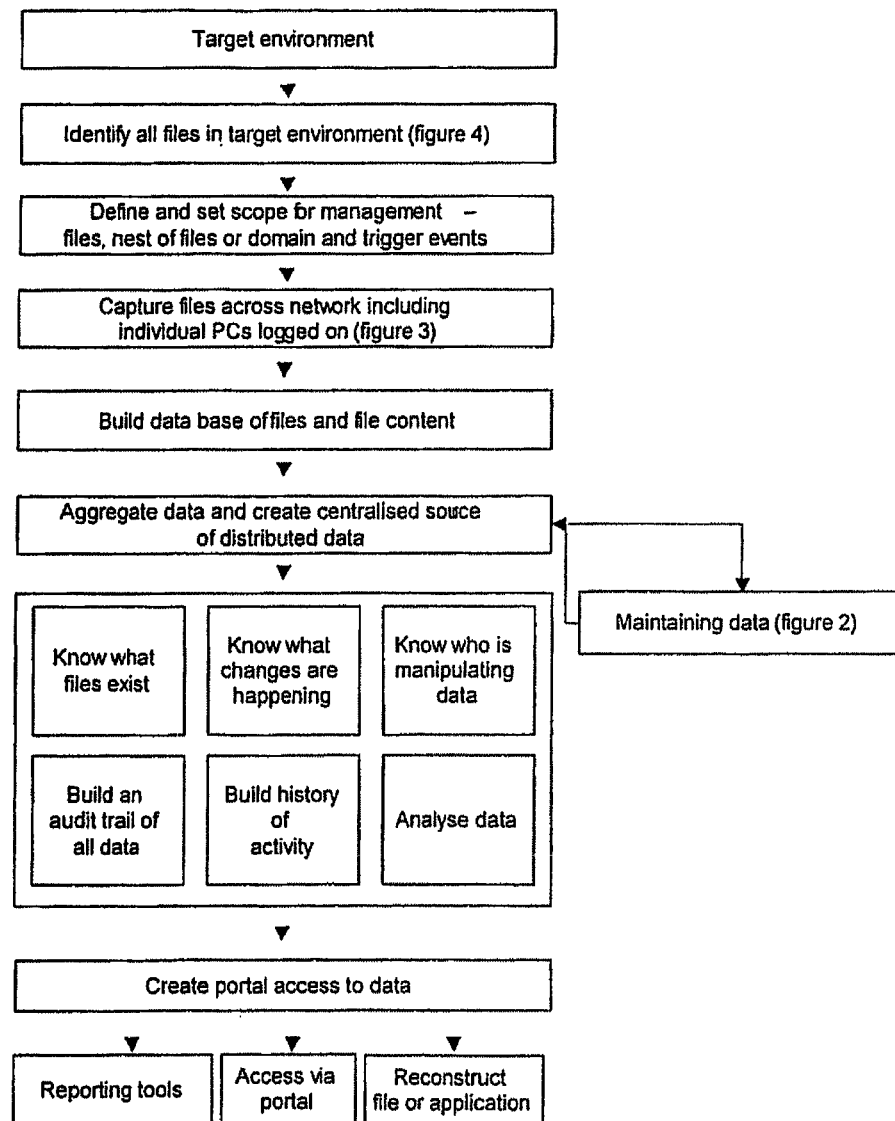 Target environment
Identify all files in target environment (figure 4)
Define and set scope for management –
files, nest of files or domain and trigger events
Capture files across network including
individual PCs logged on (figure 3)
Build data base of files and file content
Aggregate data and create centralised source
of distributed data
Maintaining data (figure 2)
Know what
files exist
Know what
changes are
happening
Know who is
manipulating
data
Build an
audit trail of
all data
Build history
of
activity
Analyse data
Create portal access to data
Reporting tools
Access via
portal
Reconstruct
file or application